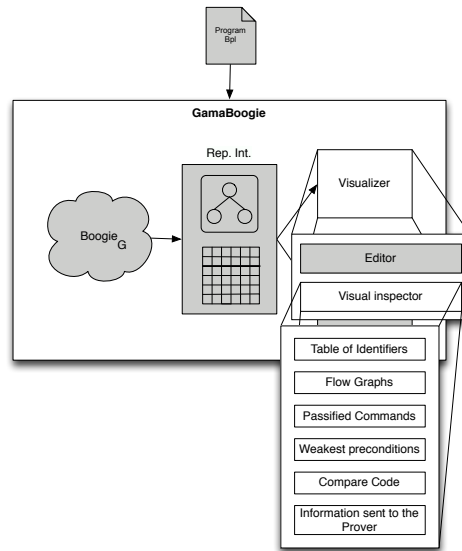 Program
Bpl
GamaBoogie
Rep. Int.
Visualizer
Boogie G
Editor
Visual inspector
Table of Identifiers
Flow Graphs
Passified Commands
Weakest preconditions
Compare Code
Information sent to the
Prover